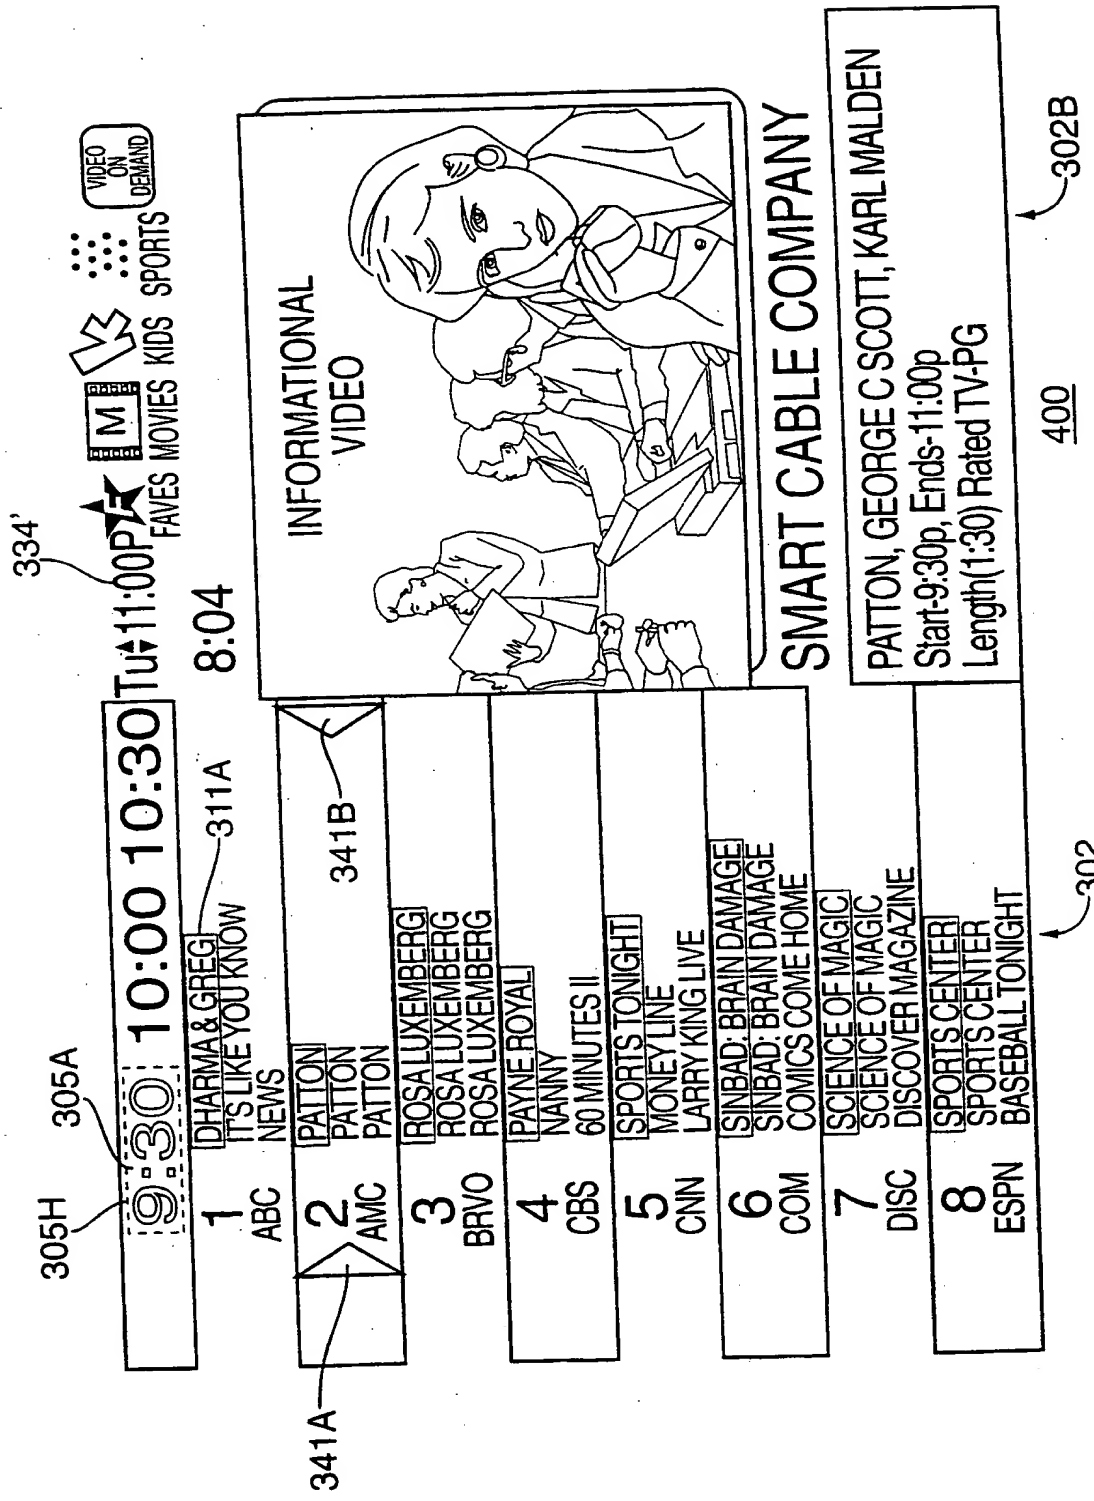 334'
305H
305A
9:30 10:00 10:30 Tu 11:00P
F
M
FAVES MOVIES KIDS SPORTS
VIDEO
ON
DEMAND
8:04
311A
1
ABC
DHARMA & GREG
IT'S LIKE YOU KNOW
NEWS
341A
341B
2
AMC
PATTON
PATTON
PATTON
3
BRVO
ROSA LUXEMBERG
ROSA LUXEMBERG
ROSA LUXEMBERG
4
CBS
PAYNE ROYAL
NANNY
60 MINUTES II
5
CNN
SPORTS TONIGHT
MONEY LINE
LARRY KING LIVE
6
COM
SINBAD: BRAIN DAMAGE
SINBAD: BRAIN DAMAGE
COMICS COME HOME
7
DISC
SCIENCE OF MAGIC
SCIENCE OF MAGIC
DISCOVER MAGAZINE
8
ESPN
SPORTS CENTER
SPORTS CENTER
BASEBALL TONIGHT
INFORMATIONAL
VIDEO
SMART CABLE COMPANY
PATTON, GEORGE C SCOTT, KARL MALDEN
Start-9:30p, Ends-11:00p
Length(1:30) Rated TV-PG
302
302B
400